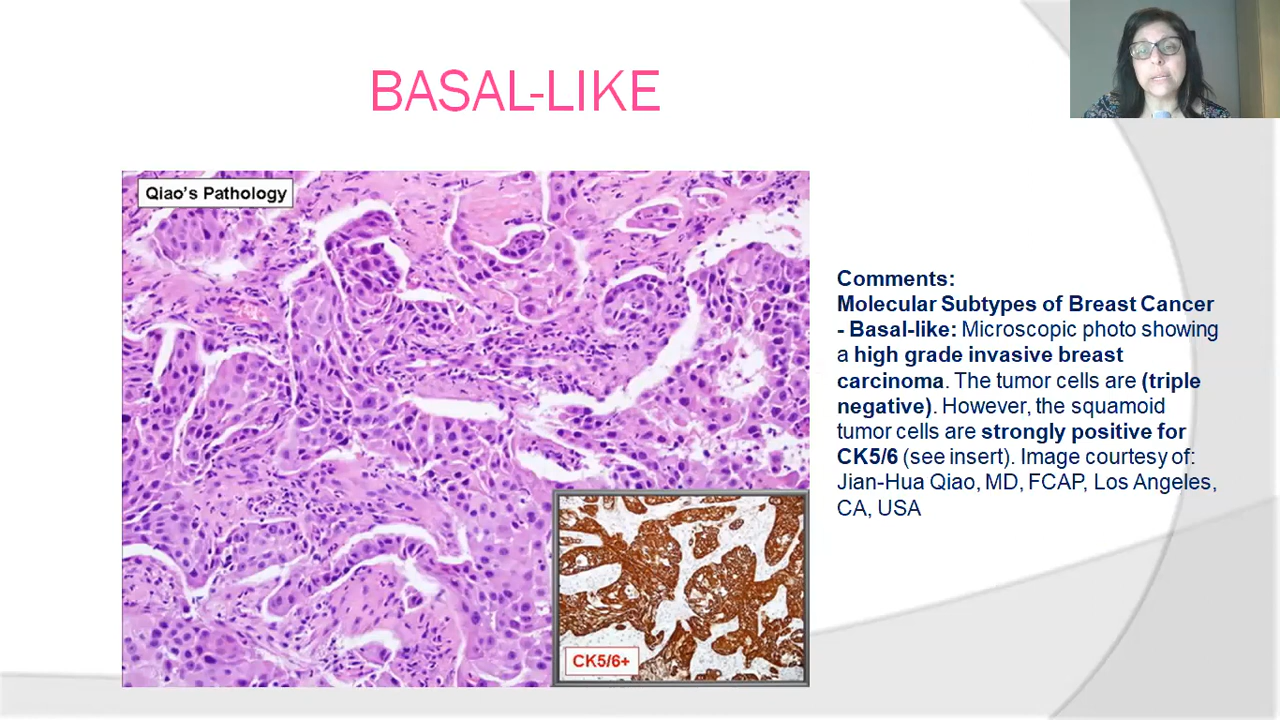 BASAL-LIKE
Qiao's Pathology
Comments:
Molecular Subtypes of Breast Cancer
- Basal-like: Microscopic photo showing
a high grade invasive breast
carcinoma. The tumor cells are (triple
negative). However, the squamoid
tumor cells are strongly positive for
CK5/6 (see insert). Image courtesy of:
Jian-Hua Qiao, MD, FCAP, Los Angeles,
CA, USA
CK5/6+